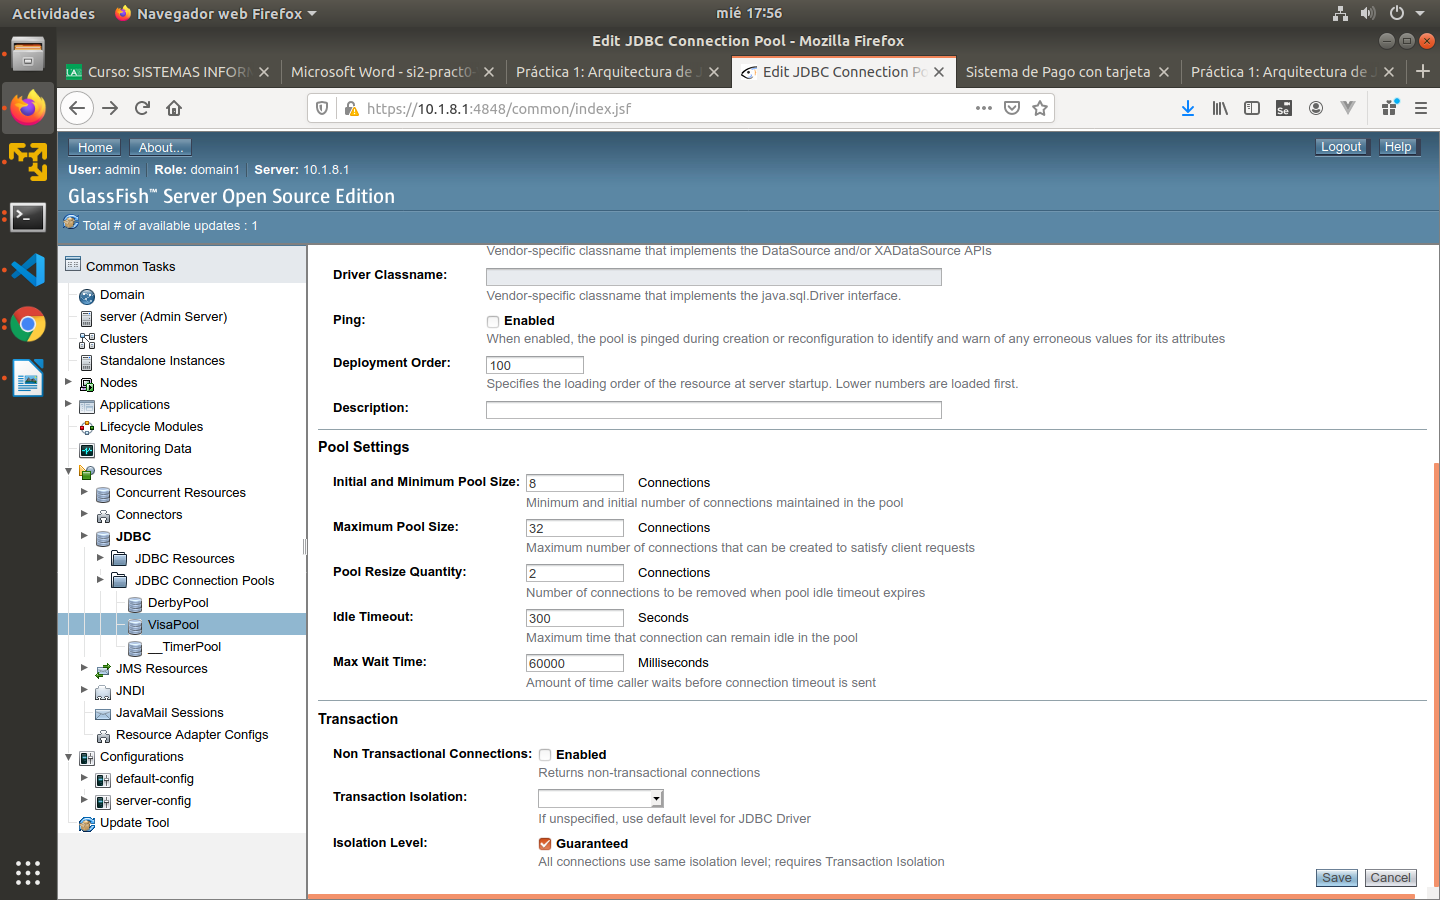 Actividades
Navegador web Firefox
mié 17:56
Edit JDBC Connection Pool - Mozilla Firefox
Curso: SISTEMAS INFOR
Microsoft Word - si2-pract0
Práctica 1: Arquitectura de
Edit JDBC Connection Po
Sistema de Pago con tarjeta
Práctica 1: Arquitectura de
https://10.1.8.1:4848/common/index.jsf
Home
About...
Logout
Help
User: admin
Role: domain1
Server: 10.1.8.1
GlassFish™ Server Open Source Edition
Total # of available updates : 1
Common Tasks
Domain
server (Admin Server)
Clusters
Standalone Instances
Nodes
Applications
Lifecycle Modules
Monitoring Data
Resources
Concurrent Resources
Connectors
JDBC
JDBC Resources
JDBC Connection Pools
DerbyPool
VisaPool
__TimerPool
JMS Resources
JNDI
JavaMail Sessions
Resource Adapter Configs
Configurations
default-config
server-config
Update Tool
Vendor-specific classname that implements the DataSource and/or XADataSource APIs
Driver Classname:
Vendor-specific classname that implements the java.sql.Driver interface.
Ping:
Enabled
When enabled, the pool is pinged during creation or reconfiguration to identify and warn of any erroneous values for its attributes
Deployment Order:
100
Specifies the loading order of the resource at server startup. Lower numbers are loaded first.
Description:
Pool Settings
Initial and Minimum Pool Size:
8
Connections
Minimum and initial number of connections maintained in the pool
Maximum Pool Size:
32
Connections
Maximum number of connections that can be created to satisfy client requests
Pool Resize Quantity:
2
Connections
Number of connections to be removed when pool idle timeout expires
Idle Timeout:
300
Seconds
Maximum time that connection can remain idle in the pool
Max Wait Time:
60000
Milliseconds
Amount of time caller waits before connection timeout is sent
Transaction
Non Transactional Connections:
Enabled
Returns non-transactional connections
Transaction Isolation:
If unspecified, use default level for JDBC Driver
Isolation Level:
Guaranteed
All connections use same isolation level; requires Transaction Isolation
Save
Cancel